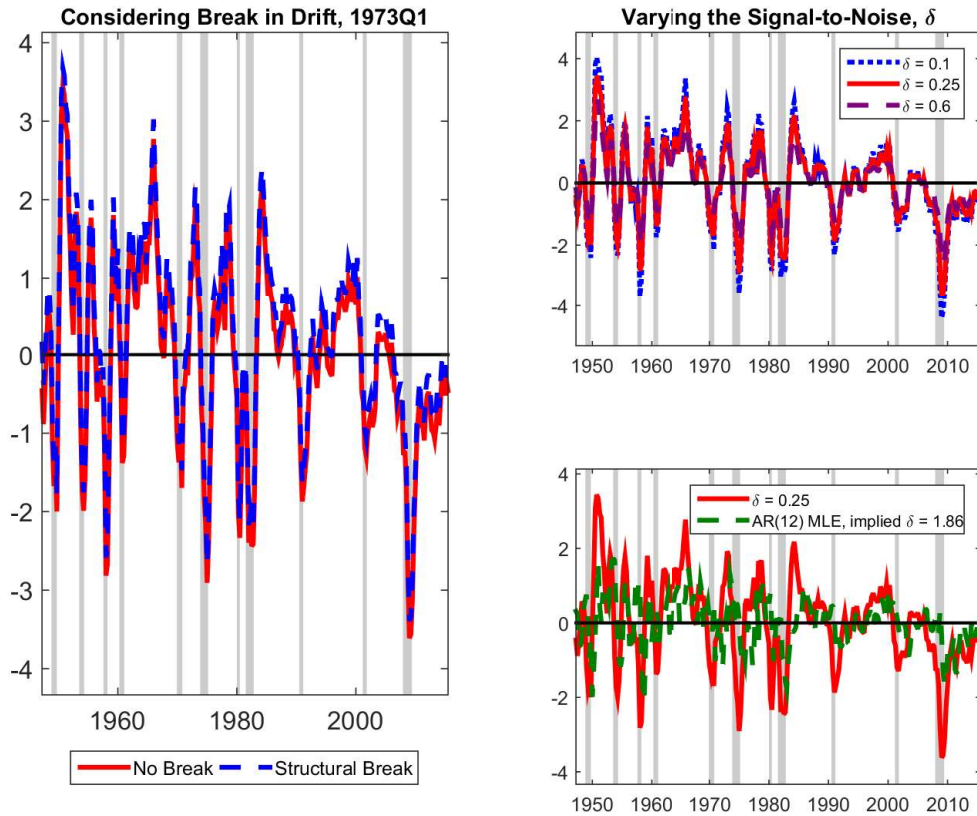 Considering Break in Drift, 1973Q1
4
3
2
1
0
-1
-2
-3
-4
1960 1980 2000
No Break Structural Break
Varying the Signal-to-Noise, δ
4
2
0
-2
-4
δ = 0.1
δ = 0.25
δ = 0.6
1950 1960 1970 1980 1990 2000 2010
4
2
0
-2
-4
δ = 0.25
AR(12) MLE, implied δ = 1.86
1950 1960 1970 1980 1990 2000 2010